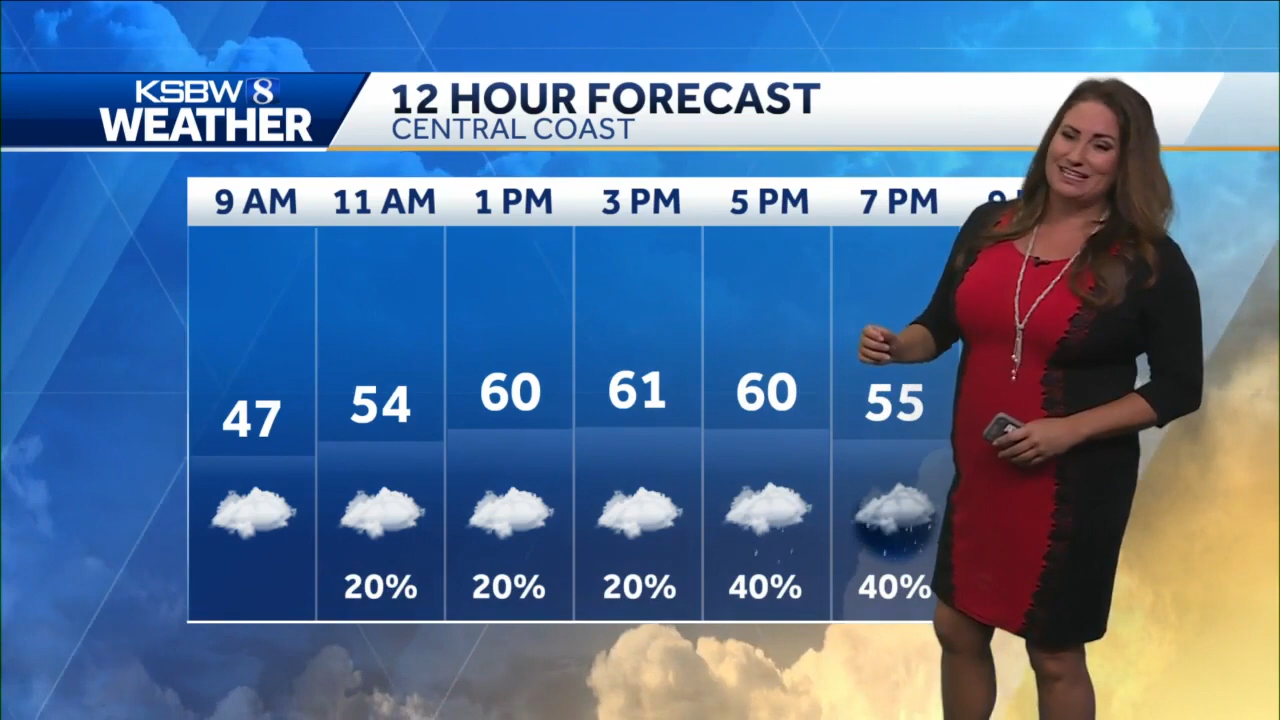 KSBW 8
WEATHER
12 HOUR FORECAST
CENTRAL COAST
9 AM 11 AM 1 PM 3 PM 5 PM 7 PM
47 54 60 61 60 55
20% 20% 20% 40% 40%